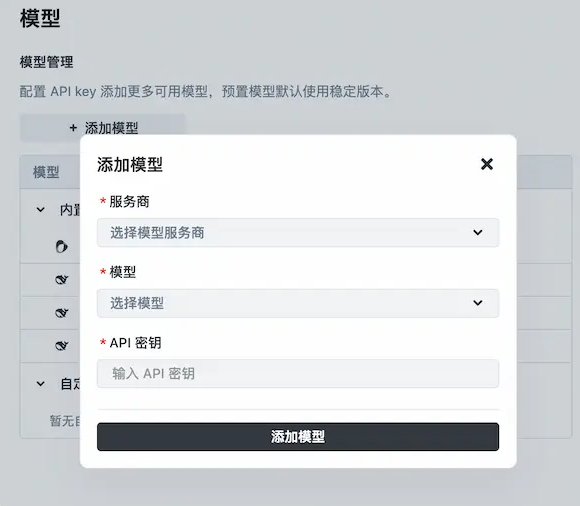 模型
模型管理
配置 API key 添加更多可用模型，预置模型默认使用稳定版本。
+ 添加模型
模型
内置
添加模型
* 服务商
选择模型服务商
* 模型
选择模型
* API 密钥
输入 API 密钥
添加模型
自定
暂无自